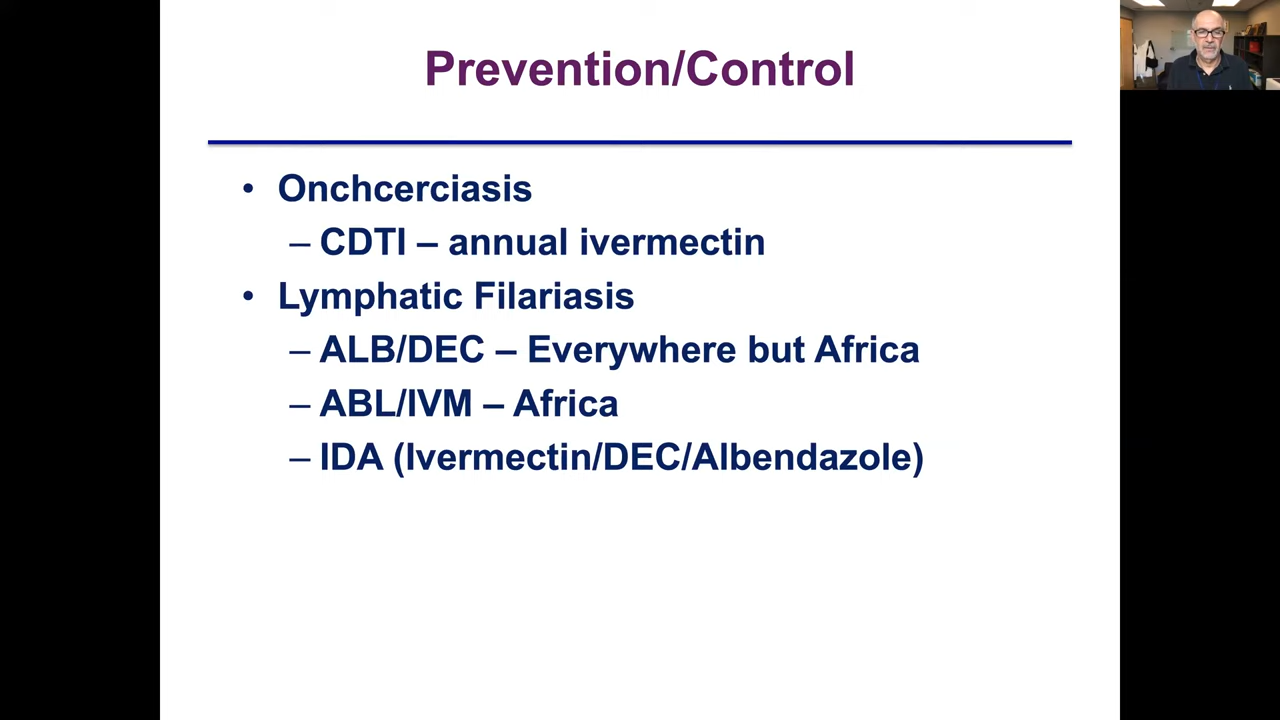 Prevention/Control
• Onchcerciasis
– CDTI – annual ivermectin
• Lymphatic Filariasis
– ALB/DEC – Everywhere but Africa
– ABL/IVM – Africa
– IDA (Ivermectin/DEC/Albendazole)